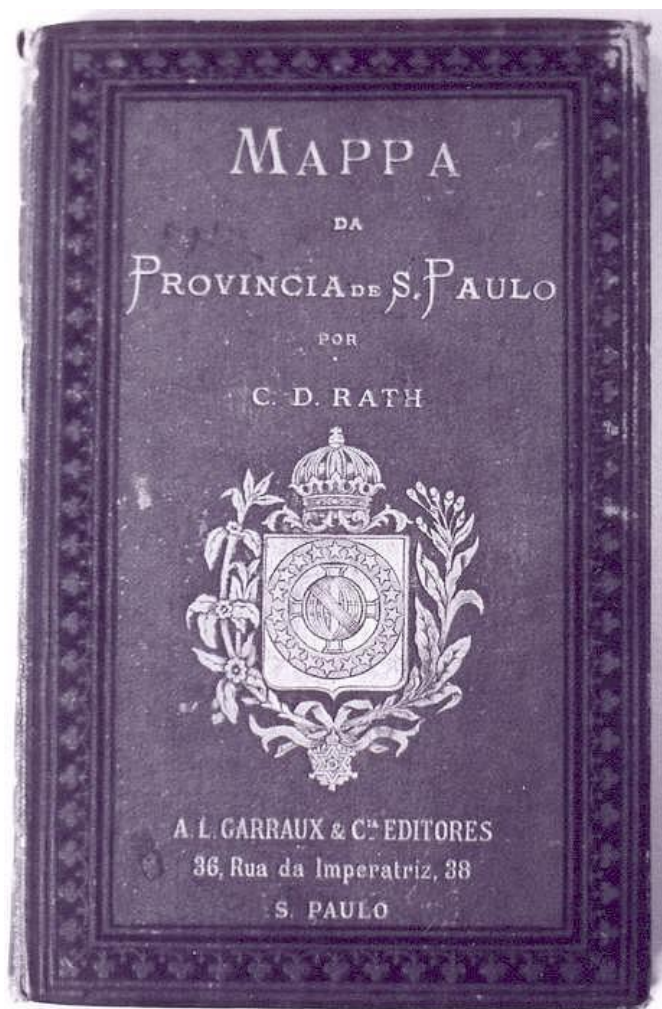 MAPPA
DA
PROVINCIA DE S. PAULO
POR
C. D. RATH
A. L. GARRAUX & Cia. EDITORES
36, Rua da Imperatriz, 38
S. PAULO